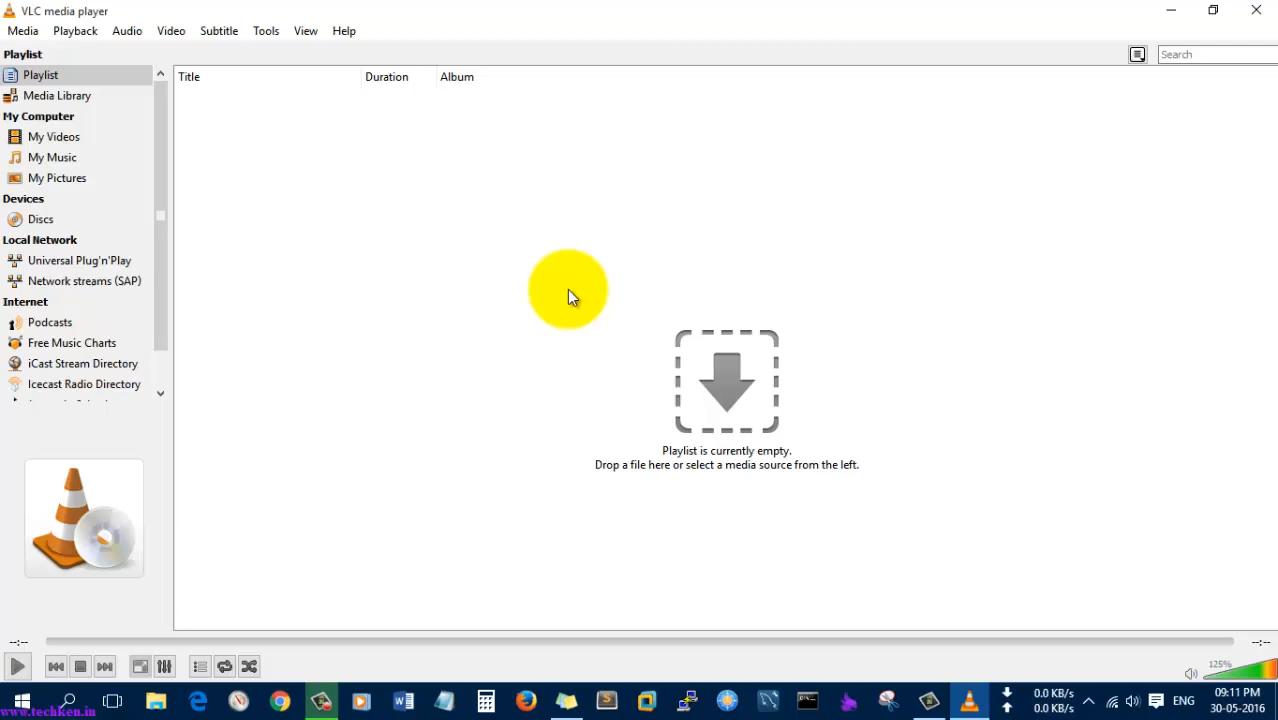 VLC media player
Media Playback Audio Video Subtitle Tools View Help
Playlist
Search
Playlist
Media Library
My Computer
My Videos
My Music
My Pictures
Devices
Discs
Local Network
Universal Plug'n'Play
Network streams (SAP)
Internet
Podcasts
Free Music Charts
iCast Stream Directory
Icecast Radio Directory
Title Duration Album
Playlist is currently empty.
Drop a file here or select a media source from the left.
--:-- --:--
125%
0.0 KB/s
0.0 KB/s
ENG
09:11 PM
30-05-2016
www.techken.in